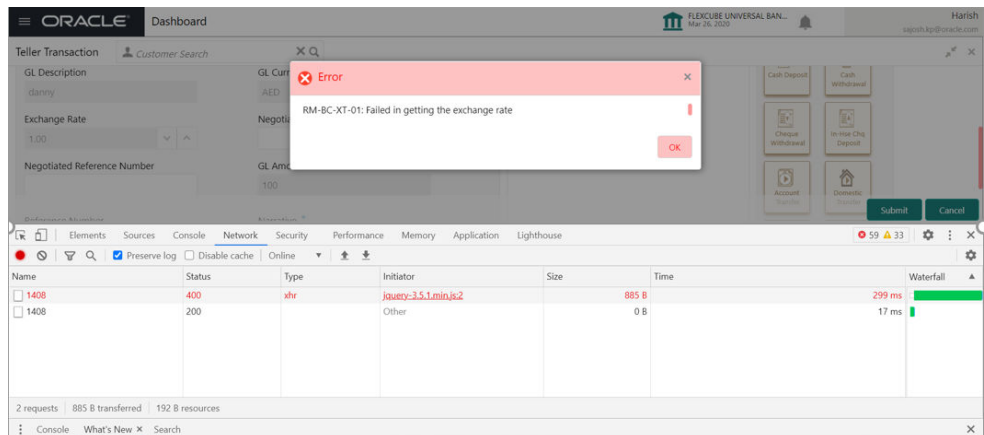 ORACLE Dashboard FLEXCUBE UNIVERSAL BAN... Harish
Mar 26, 2020 sajosh.kp@oracle.com
Teller Transaction Customer Search
GL Description GL Curr Cash Deposit Cash Withdrawal
danny AED
Error
RM-BC-XT-01: Failed in getting the exchange rate
OK
Exchange Rate Negotia Cheque Withdrawal In-Hse Chq Deposit
1.00
Negotiated Reference Number GL Amo
100 Account Transfer Domestic Transfer
Reference Number Narrative * Submit Cancel
Elements Sources Console Network Security Performance Memory Application Lighthouse 59 33
Preserve log Disable cache Online
Name Status Type Initiator Size Time Waterfall
1408 400 xhr jquery-3.5.1.min.js:2 885 B 299 ms
1408 200 Other 0 B 17 ms
2 requests 885 B transferred 192 B resources
Console What's New Search